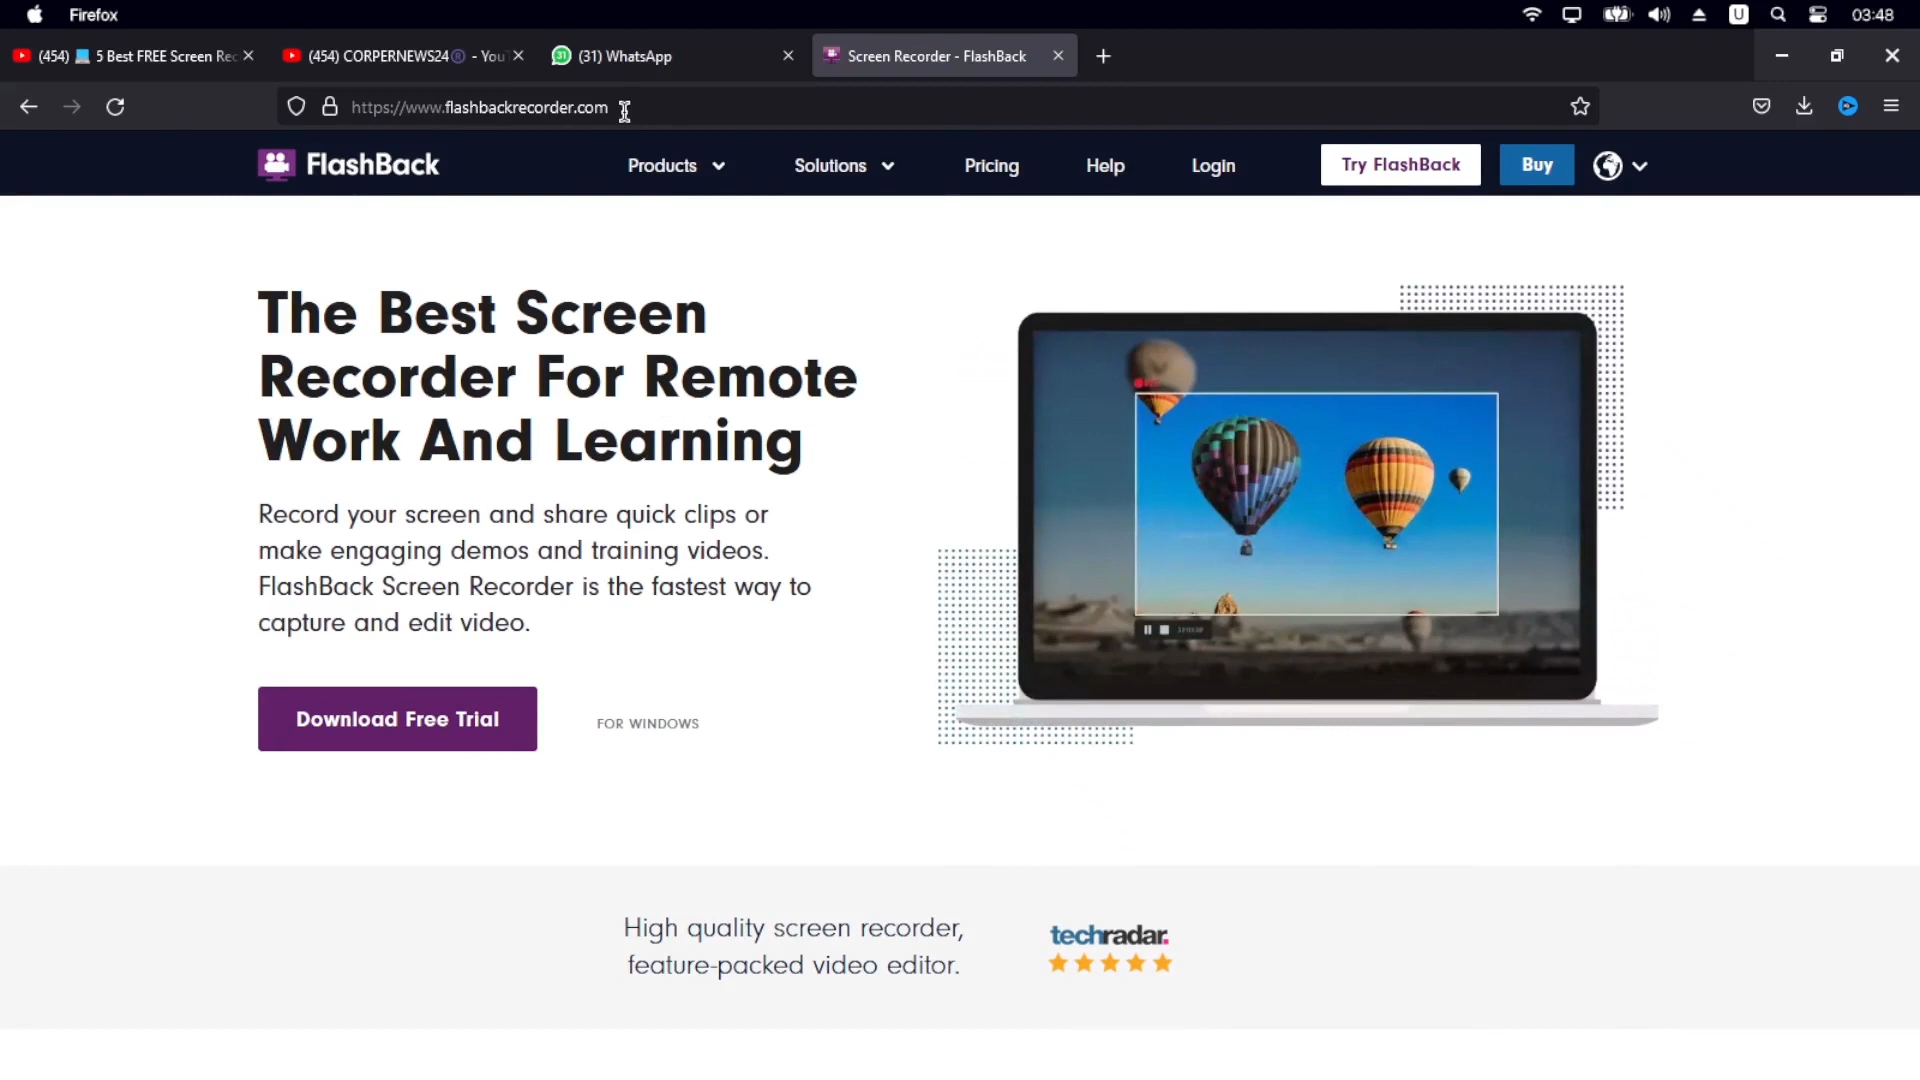 Firefox
U
03:48
(454) 💻 5 Best FREE Screen Rec
(454) CORPERNEWS24® - YouT
31
(31) WhatsApp
Screen Recorder - FlashBack
https://www.flashbackrecorder.com
FlashBack
Products
Solutions
Pricing
Help
Login
Try FlashBack
Buy
The Best Screen
Recorder For Remote
Work And Learning
Record your screen and share quick clips or
make engaging demos and training videos.
FlashBack Screen Recorder is the fastest way to
capture and edit video.
Download Free Trial
FOR WINDOWS
High quality screen recorder,
feature-packed video editor.
techradar.